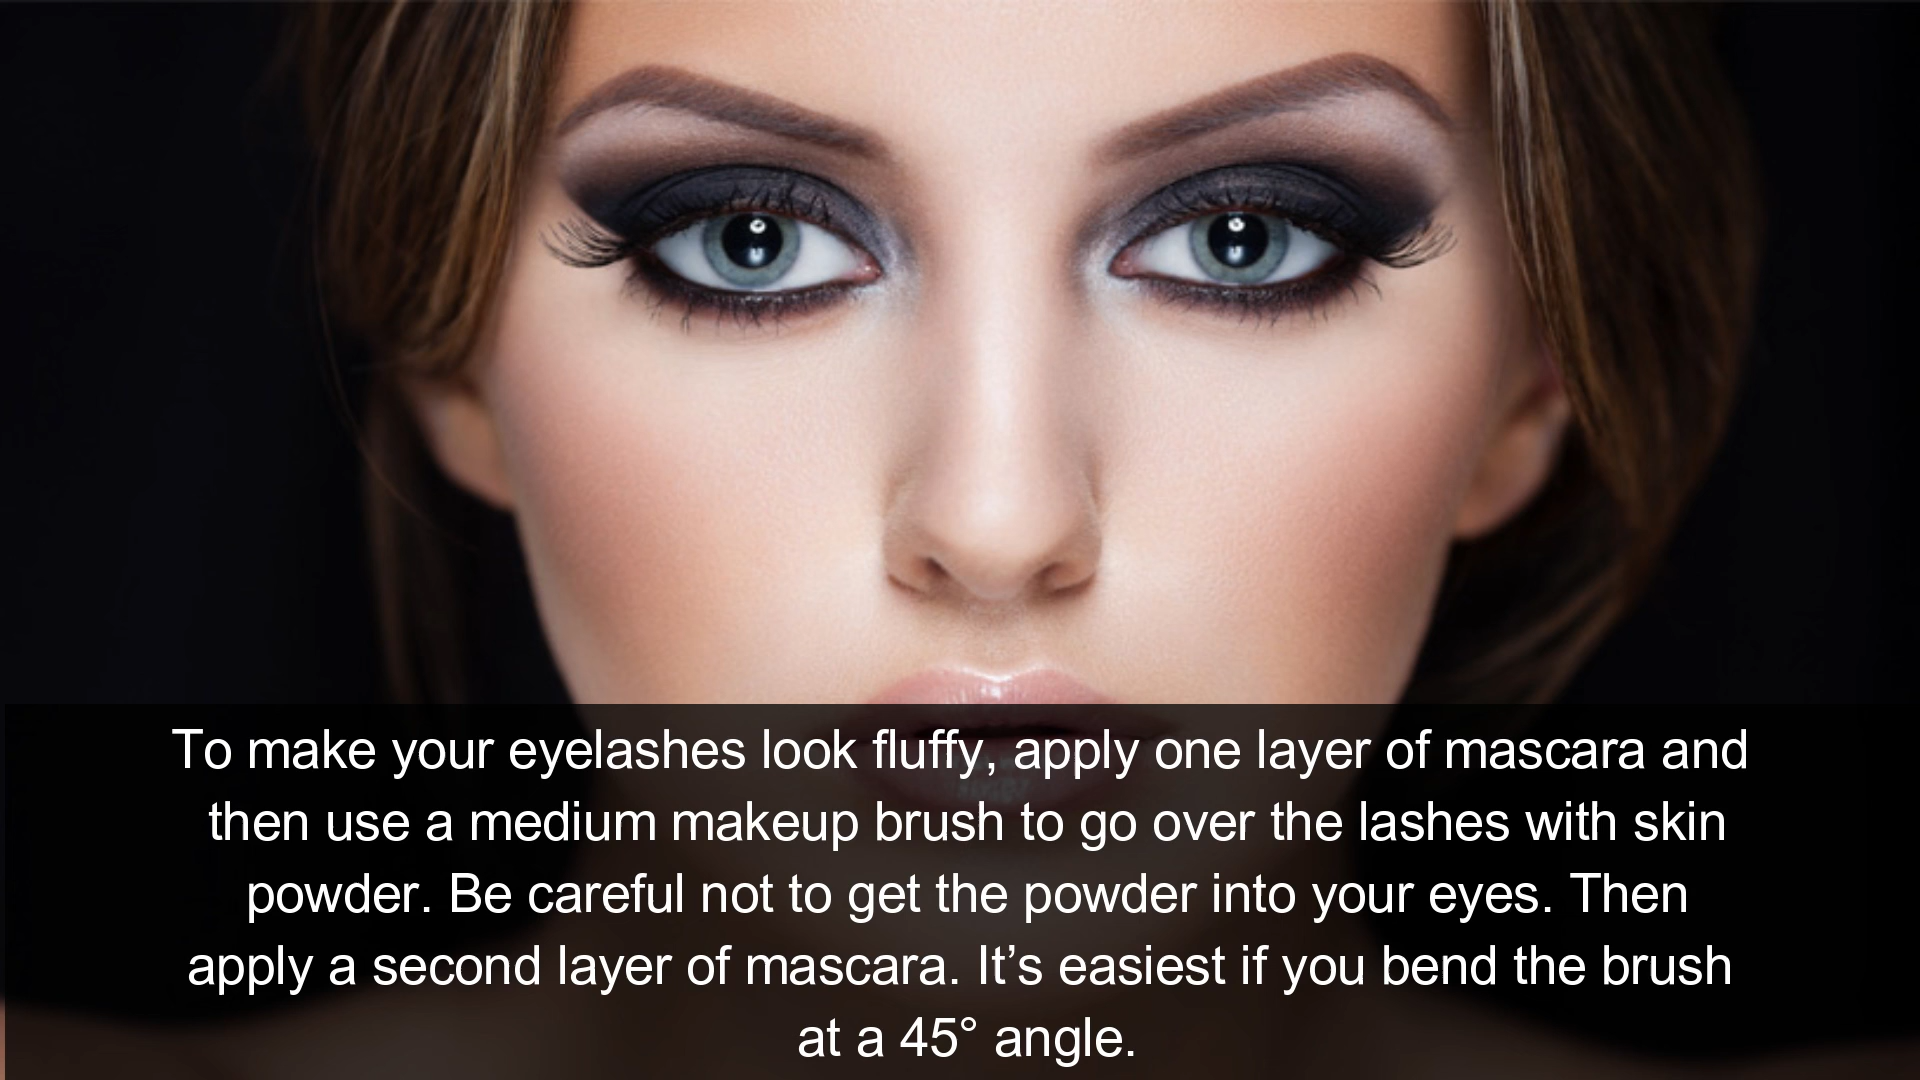 To make your eyelashes look fluffy, apply one layer of mascara and
then use a medium makeup brush to go over the lashes with skin
powder. Be careful not to get the powder into your eyes. Then
apply a second layer of mascara. It’s easiest if you bend the brush
at a 45° angle.